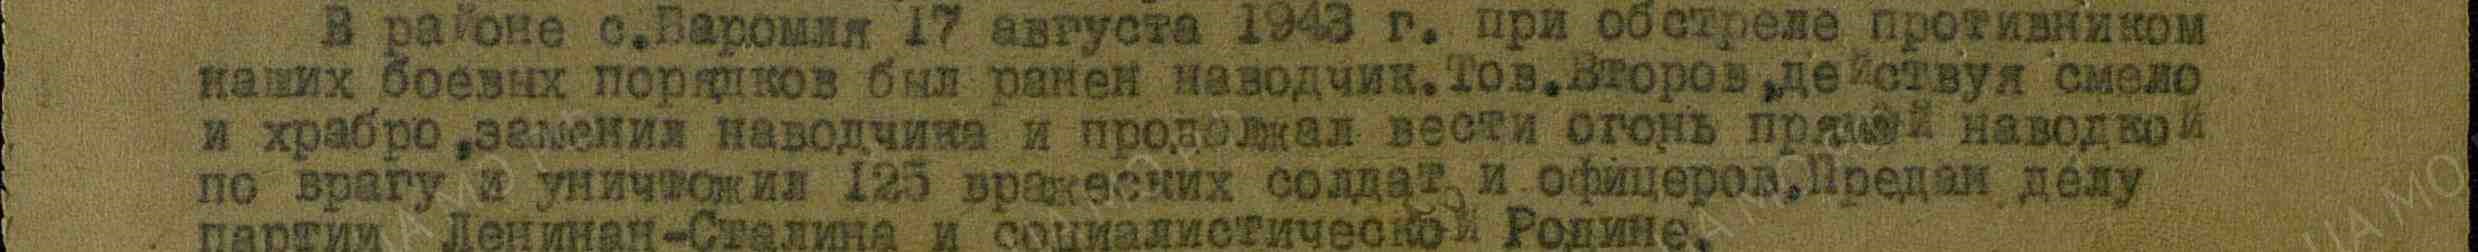 В районе с.Боромля 17 августа 1943 г. при обстреле противником
наших боевых порядков был ранен наводчик.Тов.Второв,действуя смело
и храбро,заменил наводчика и продолжал вести огонь прямой наводкой
по врагу и уничтожил 125 вражеских солдат и офицеров.Предан делу
партии Ленинан-Сталина и социалистической Родине.